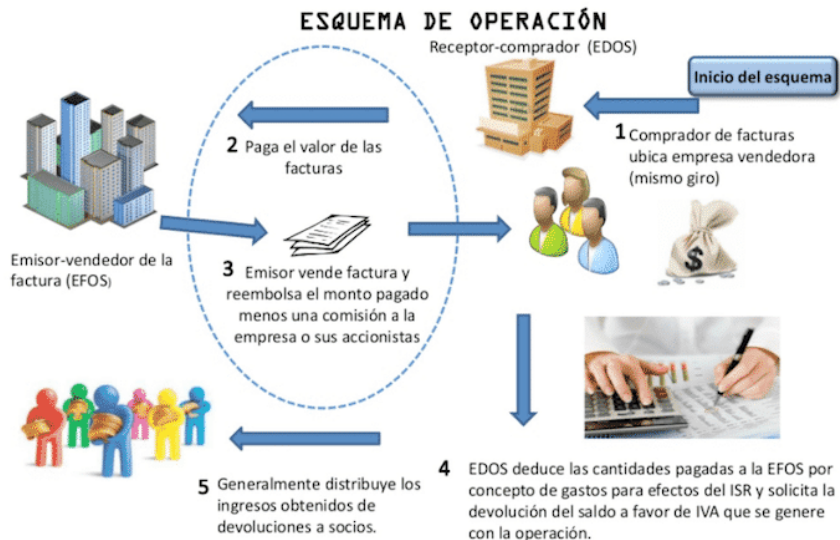 ESQUEMA DE OPERACIÓN
Receptor-comprador (EDOS)
Inicio del esquema
1 Comprador de facturas
ubica empresa vendedora
(mismo giro)
2 Paga el valor de las
facturas
Emisor-vendedor de la
factura (EFOS)
3 Emisor vende factura y
reembolsa el monto pagado
menos una comisión a la
empresa o sus accionistas
$
4 EDOS deduce las cantidades pagadas a la EFOS por
concepto de gastos para efectos del ISR y solicita la
devolución del saldo a favor de IVA que se genere
con la operación.
5 Generalmente distribuye los
ingresos obtenidos de
devoluciones a socios.